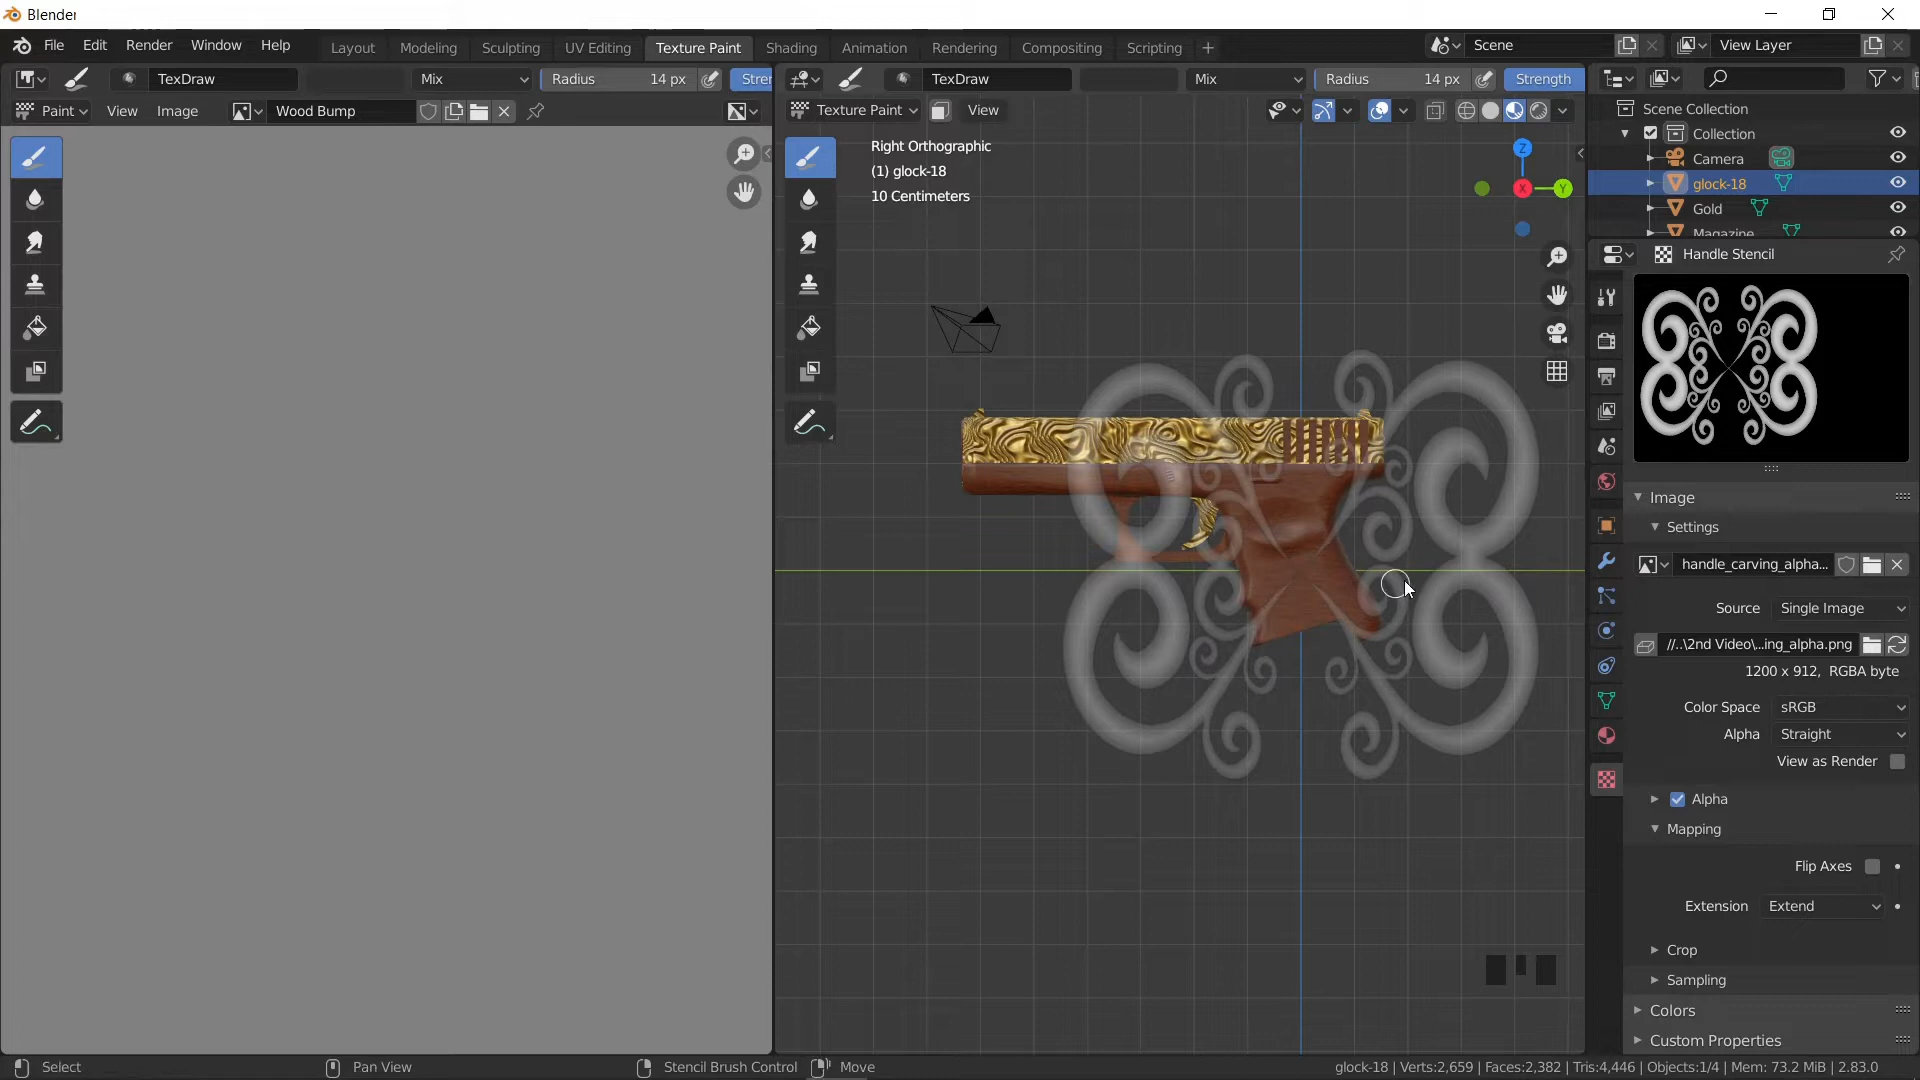 Blender
File Edit Render Window Help Layout Modeling Sculpting UV Editing Texture Paint Shading Animation Rendering Compositing Scripting + Scene View Layer
TexDraw Mix Radius 14 px TexDraw Mix Radius 14 px Strength
Paint View Image Wood Bump Texture Paint View
Right Orthographic
(1) glock-18
10 Centimeters
Z
X
Y
Scene Collection
Collection
Camera
glock-18
Gold
Magazine
Handle Stencil
Image
Settings
handle_carving_alpha...
Source Single Image
//..\2nd Video\...ing_alpha.png
1200 x 912, RGBA byte
Color Space sRGB
Alpha Straight
View as Render
Alpha
Mapping
Flip Axes
Extension Extend
Crop
Sampling
Colors
Custom Properties
Select Pan View Stencil Brush Control Move glock-18 | Verts:2,659 | Faces:2,382 | Tris:4,446 | Objects:1/4 | Mem: 73.2 MiB | 2.83.0